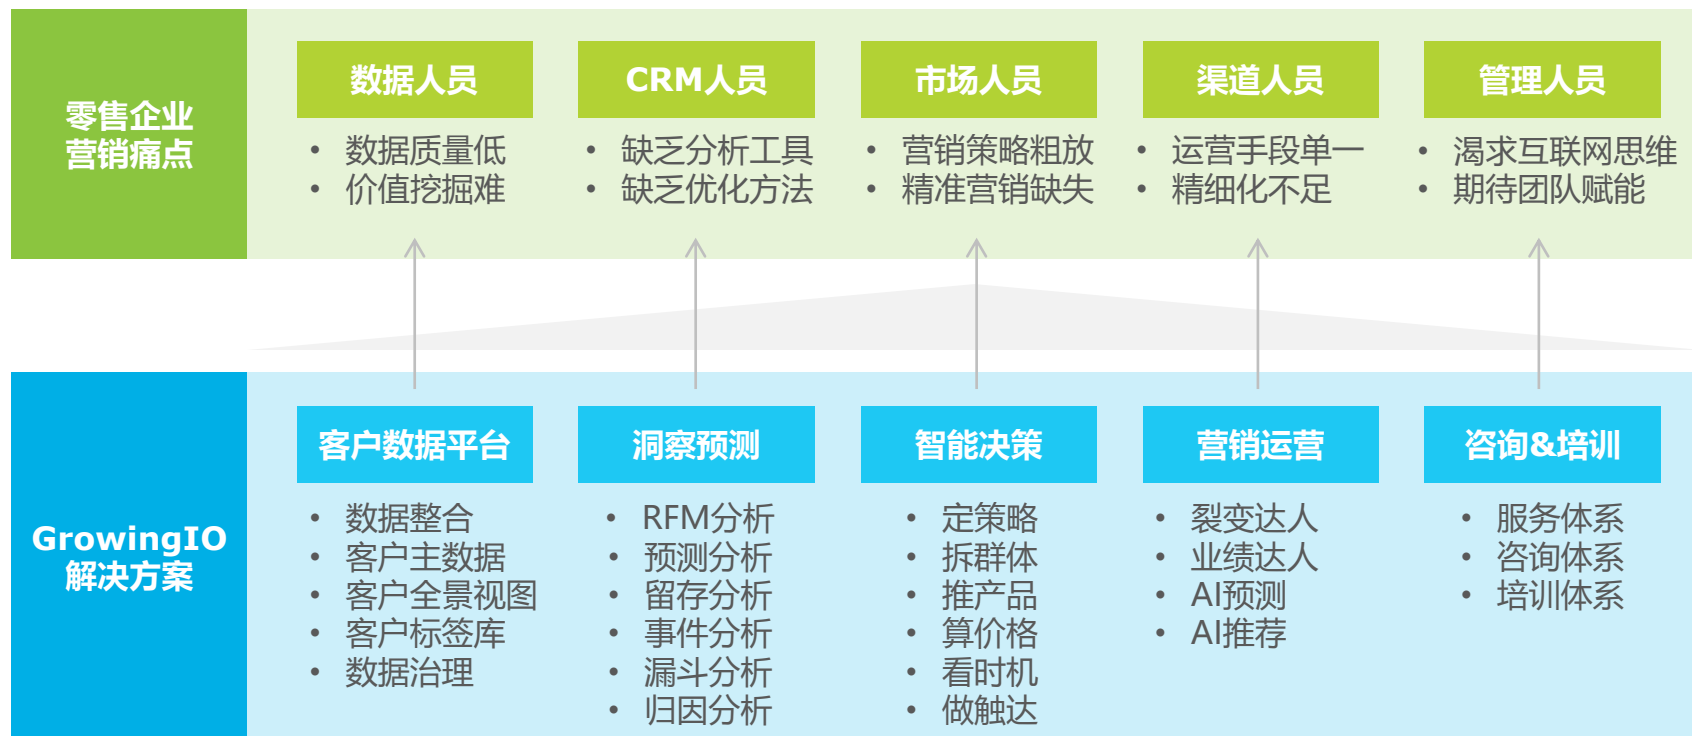 零售企业
营销痛点
数据人员
• 数据质量低
• 价值挖掘难
CRM人员
• 缺乏分析工具
• 缺乏优化方法
市场人员
• 营销策略粗放
• 精准营销缺失
渠道人员
• 运营手段单一
• 精细化不足
管理人员
• 渴求互联网思维
• 期待团队赋能
GrowingIO
解决方案
客户数据平台
• 数据整合
• 客户主数据
• 客户全景视图
• 客户标签库
• 数据治理
洞察预测
• RFM分析
• 预测分析
• 留存分析
• 事件分析
• 漏斗分析
• 归因分析
智能决策
• 定策略
• 拆群体
• 推产品
• 算价格
• 看时机
• 做触达
营销运营
• 裂变达人
• 业绩达人
• AI预测
• AI推荐
咨询&培训
• 服务体系
• 咨询体系
• 培训体系